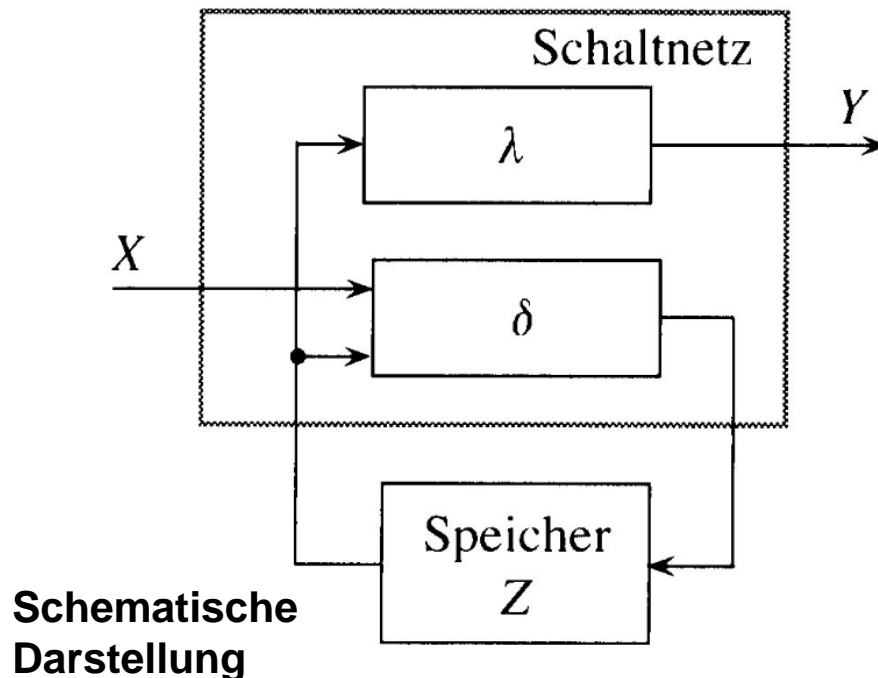 Schaltnetz
Y
λ
X
δ
Speicher
Z
Schematische
Darstellung